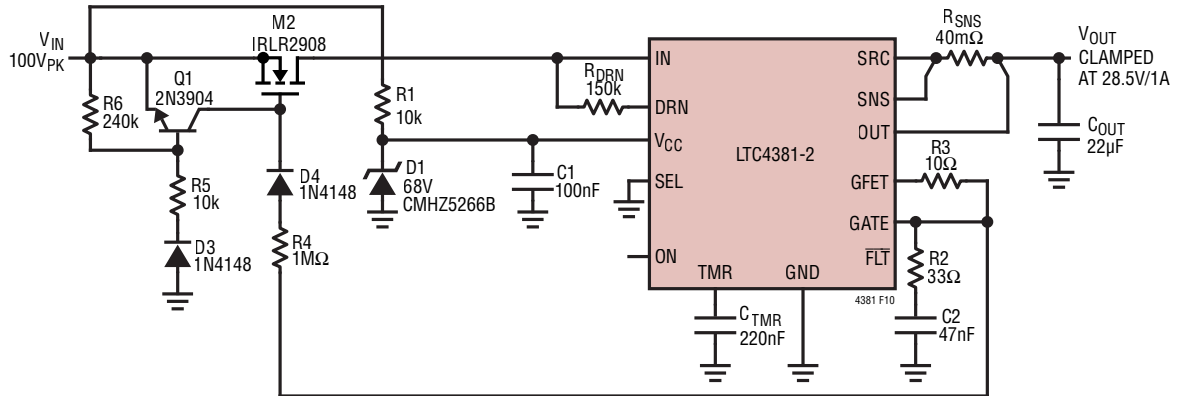 M2
IRLR2908
VIN
100VPK
Q1
2N3904
R6
240k
R5
10k
D3
1N4148
D4
1N4148
R4
1MΩ
R1
10k
D1
68V
CMHZ5266B
C1
100nF
RDRN
150k
IN
DRN
VCC
SEL
ON
TMR
GND
LTC4381-2
SRC
SNS
OUT
GFET
GATE
FLT
4381 F10
RSNS
40mΩ
VOUT
CLAMPED
AT 28.5V/1A
COUT
22µF
R3
10Ω
R2
33Ω
C2
47nF
CTMR
220nF